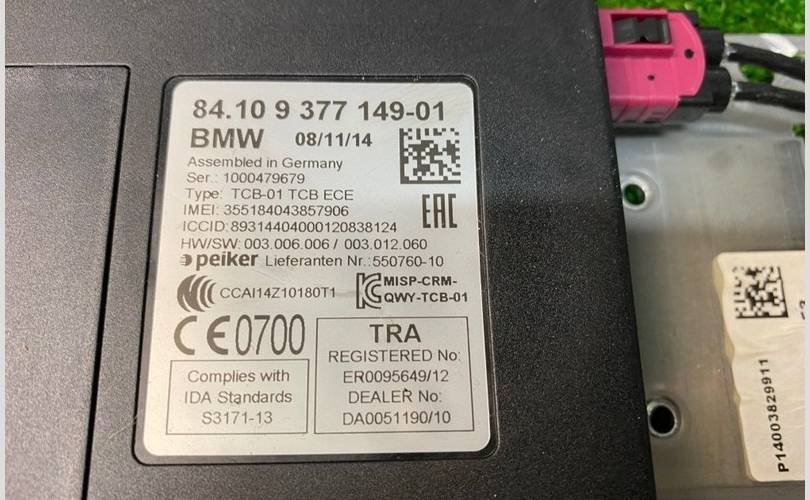 84.10 9 377 149-01
BMW 08/11/14
Assembled in Germany
Ser.: 1000479679
Type: TCB-01 TCB ECE
IMEI: 355184043857906
ICCID: 89314404000120838124
HW/SW: 003.006.006 / 003.012.060
peiker Lieferanten Nr.: 550760-10
EAC
CCAI14Z10180T1
MISP-CRM-
QWY-TCB-01
CE0700
Complies with
IDA Standards
S3171-13
TRA
REGISTERED No:
ER0095649/12
DEALER No:
DA0051190/10
P14003829911